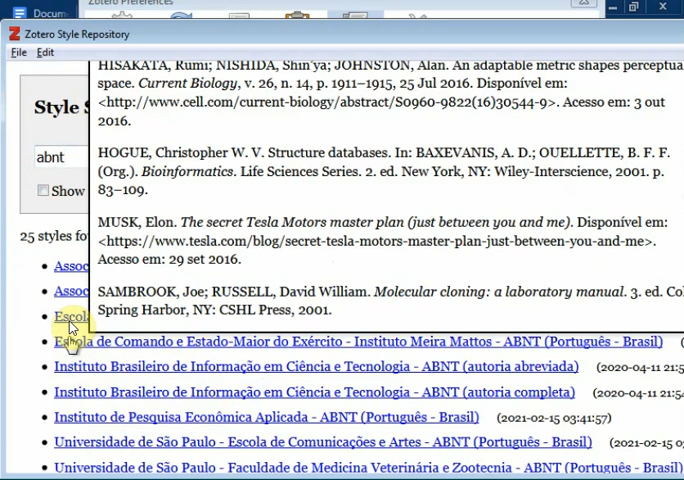 Docum
Zotero Preferences
Zotero Style Repository
File Edit
HISAKATA, Rumi; NISHIDA, Shin'ya; JOHNSTON, Alan. An adaptable metric shapes perceptua
space. Current Biology, v. 26, n. 14, p. 1911–1915, 25 Jul 2016. Disponível em:
<http://www.cell.com/current-biology/abstract/S0960-9822(16)30544-9>. Acesso em: 3 out
2016.
Style S
HOGUE, Christopher W. V. Structure databases. In: BAXEVANIS, A. D.; OUELLETTE, B. F. F.
abnt
(Org.). Bioinformatics. Life Sciences Series. 2. ed. New York, NY: Wiley-Interscience, 2001. p.
83–109.
Show
MUSK, Elon. The secret Tesla Motors master plan (just between you and me). Disponível em:
<https://www.tesla.com/blog/secret-tesla-motors-master-plan-just-between-you-and-me>.
Acesso em: 29 set 2016.
25 styles fo
Assoc
SAMBROOK, Joe; RUSSELL, David William. Molecular cloning: a laboratory manual. 3. ed. Col
Assoc
Spring Harbor, NY: CSHL Press, 2001.
Escola
Escola de Comando e Estado-Maior do Exército - Instituto Meira Mattos - ABNT (Português - Brasil)
Instituto Brasileiro de Informação em Ciência e Tecnologia - ABNT (autoria abreviada) (2020-04-11 21:5
Instituto Brasileiro de Informação em Ciência e Tecnologia - ABNT (autoria completa) (2020-04-11 21:54
Instituto de Pesquisa Econômica Aplicada - ABNT (Português - Brasil) (2021-02-15 03:41:57)
Universidade de São Paulo - Escola de Comunicações e Artes - ABNT (Português - Brasil) (2021-02-15 03
Universidade de São Paulo - Faculdade de Medicina Veterinária e Zootecnia - ABNT (Português - Brasil)